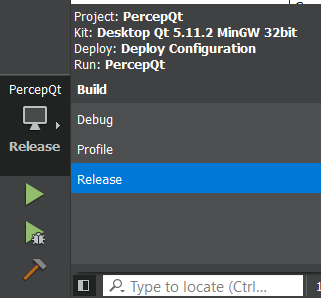 Project: PercepQt
Kit: Desktop Qt 5.11.2 MinGW 32bit
Deploy: Deploy Configuration
Run: PercepQt
PercepQt
Release
Build
Debug
Profile
Release
Type to locate (Ctrl...
1